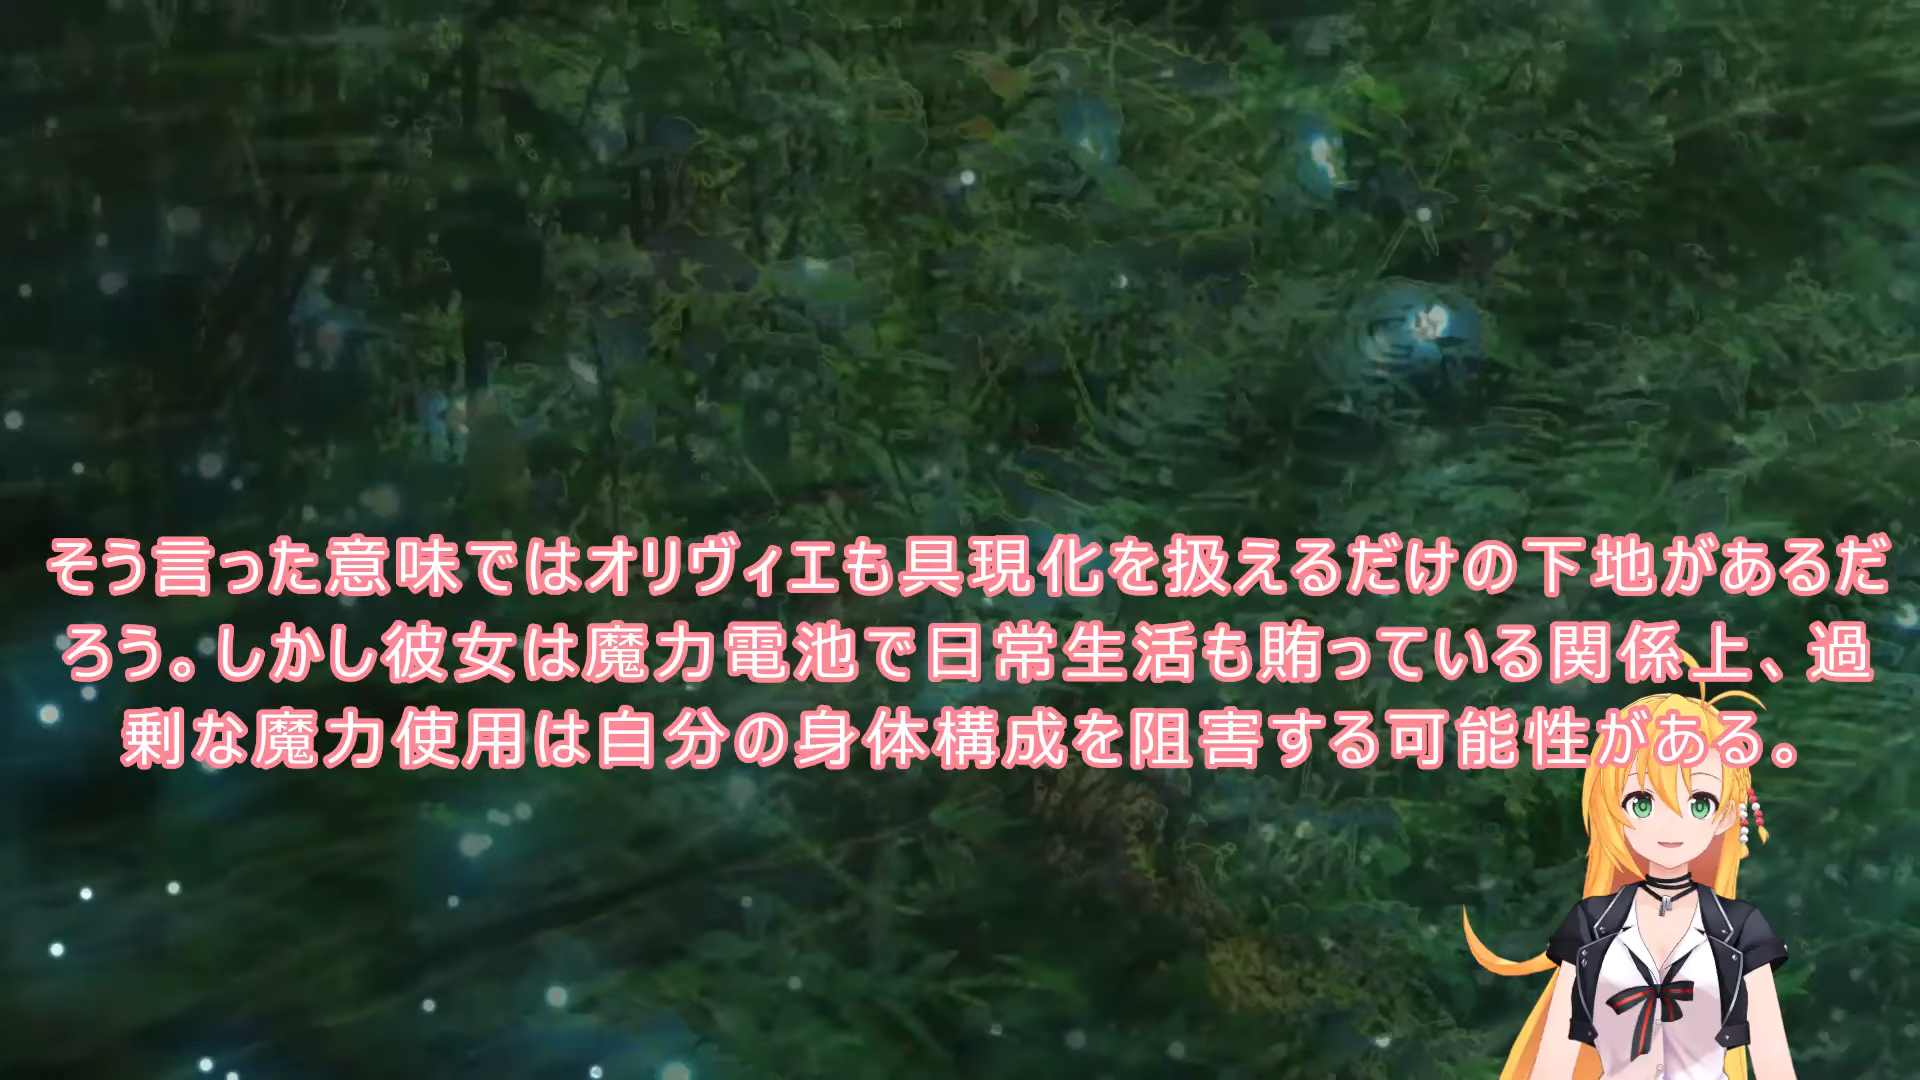 そう言った意味ではオリヴィエも具現化を扱えるだけの下地があるだ
ろう。しかし彼女は魔力電池で日常生活も賄っている関係上、過
剰な魔力使用は自分の身体構成を阻害する可能性がある。